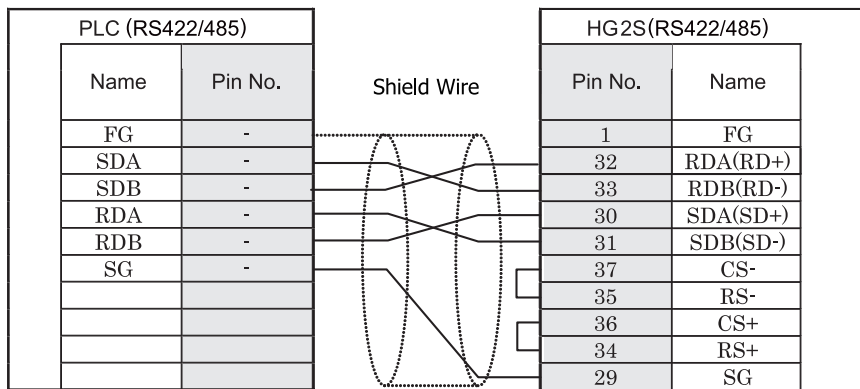 PLC (RS422/485)
Name Pin No.
FG -
SDA -
SDB -
RDA -
RDB -
SG -
Shield Wire
HG2S(RS422/485)
Pin No. Name
1 FG
32 RDA(RD+)
33 RDB(RD-)
30 SDA(SD+)
31 SDB(SD-)
37 CS-
35 RS-
36 CS+
34 RS+
29 SG